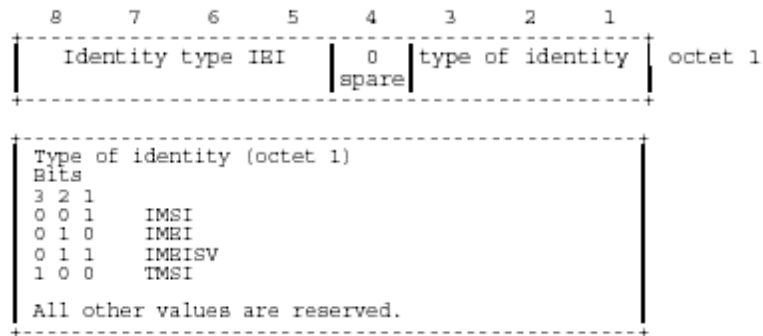 8 7 6 5 4 3 2 1
Identity type IEI 0 type of identity octet 1
spare
Type of identity (octet 1)
Bits
3 2 1
0 0 1 IMSI
0 1 0 IMEI
0 1 1 IMEISV
1 0 0 TMSI
All other values are reserved.